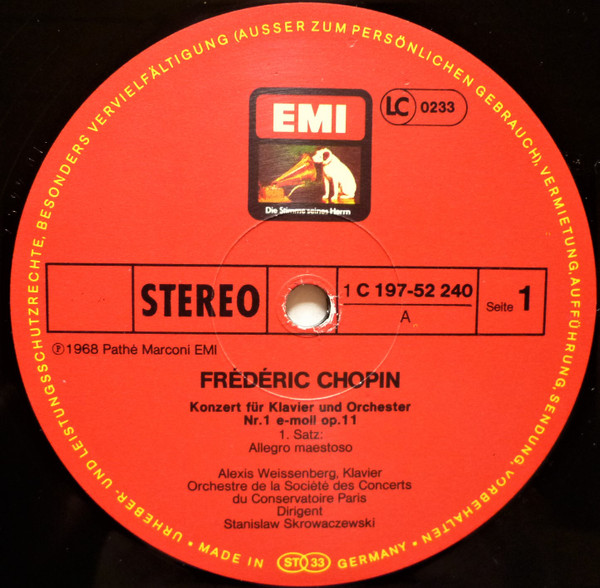 URHEBER- UND LEISTUNGSSCHUTZRECHTE, BESONDERS VERVIELFÄLTIGUNG (AUSSER ZUM PERSÖNLICHEN GEBRAUCH), VERMIETUNG, AUFFÜHRUNG, SENDUNG, VORBEHALTEN
EMI
LC 0233
Die Stimme seines Herrn
STEREO
1 C 197-52 240
A
Seite 1
Ⓟ1968 Pathè Marconi EMI
FRÉDÉRIC CHOPIN
Konzert für Klavier und Orchester
Nr.1 e-moll op.11
1. Satz:
Allegro maestoso
Alexis Weissenberg, Klavier
Orchestre de la Société des Concerts
du Conservatoire Paris
Dirigent
Stanislaw Skrowaczewski
• MADE IN ST 33 GERMANY •